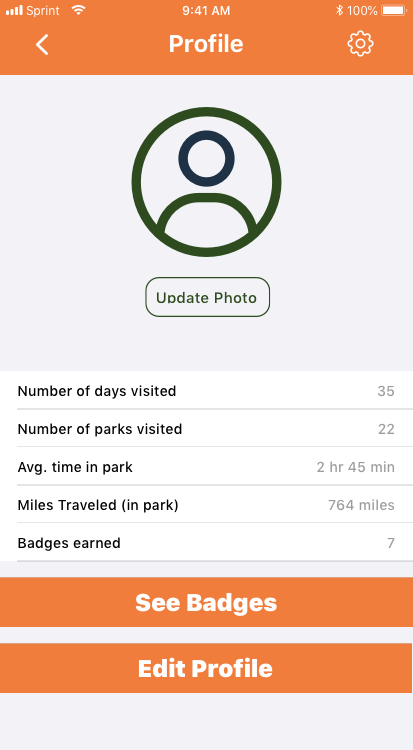 Sprint 9:41 AM 100%
Profile
Update Photo
Number of days visited 35
Number of parks visited 22
Avg. time in park 2 hr 45 min
Miles Traveled (in park) 764 miles
Badges earned 7
See Badges
Edit Profile